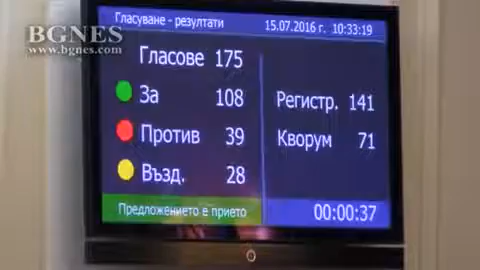 BGNES
www.bgnes.com
Гласуване - резултати 15.07.2016 г. 10:33:19
Гласове 175
За 108
Против 39
Възд. 28
Регистр. 141
Кворум 71
Предложението е прието 00:00:37